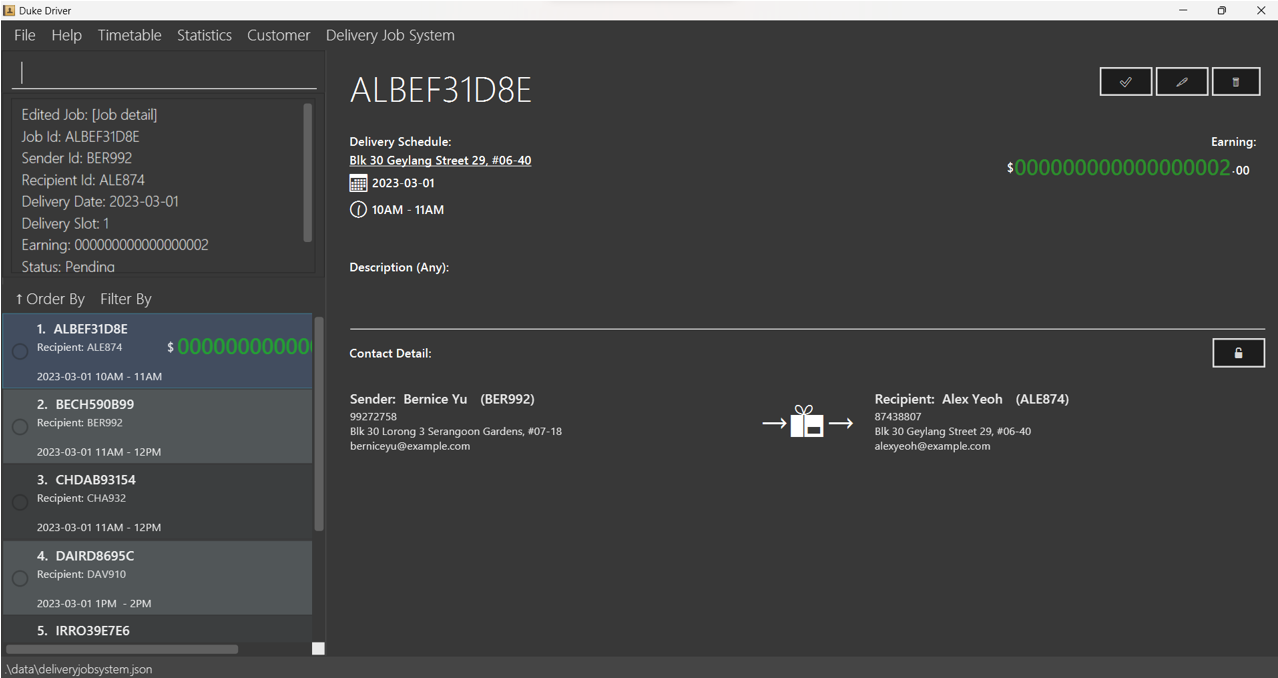 Duke Driver
File Help Timetable Statistics Customer Delivery Job System
Edited Job: [Job detail]
Job Id: ALBEF31D8E
Sender Id: BER992
Recipient Id: ALE874
Delivery Date: 2023-03-01
Delivery Slot: 1
Earning: 000000000000000002
Status: Pending
↑ Order By Filter By
1. ALBEF31D8E
Recipient: ALE874 $ 00000000000
2023-03-01 10AM - 11AM
2. BECH590B99
Recipient: BER992
2023-03-01 11AM - 12PM
3. CHDAB93154
Recipient: CHA932
2023-03-01 11AM - 12PM
4. DAIRD8695C
Recipient: DAV910
2023-03-01 1PM - 2PM
5. IRRO39E7E6
ALBEF31D8E
Delivery Schedule:
Blk 30 Geylang Street 29, #06-40
2023-03-01
10AM - 11AM
Earning:
$000000000000000002.00
Description (Any):
Contact Detail:
Sender: Bernice Yu (BER992)
99272758
Blk 30 Lorong 3 Serangoon Gardens, #07-18
berniceyu@example.com
Recipient: Alex Yeoh (ALE874)
87438807
Blk 30 Geylang Street 29, #06-40
alexyeoh@example.com
.\data\deliveryjobsystem.json